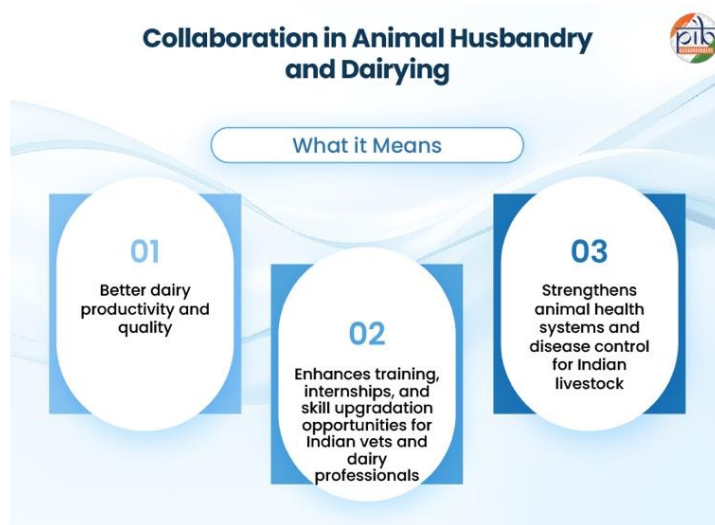 Collaboration in Animal Husbandry
and Dairying
pib
What it Means
01
Better dairy
productivity and
quality
02
Enhances training,
internships, and
skill upgradation
opportunities for
Indian vets and
dairy
professionals
03
Strengthens
animal health
systems and
disease control
for Indian
livestock